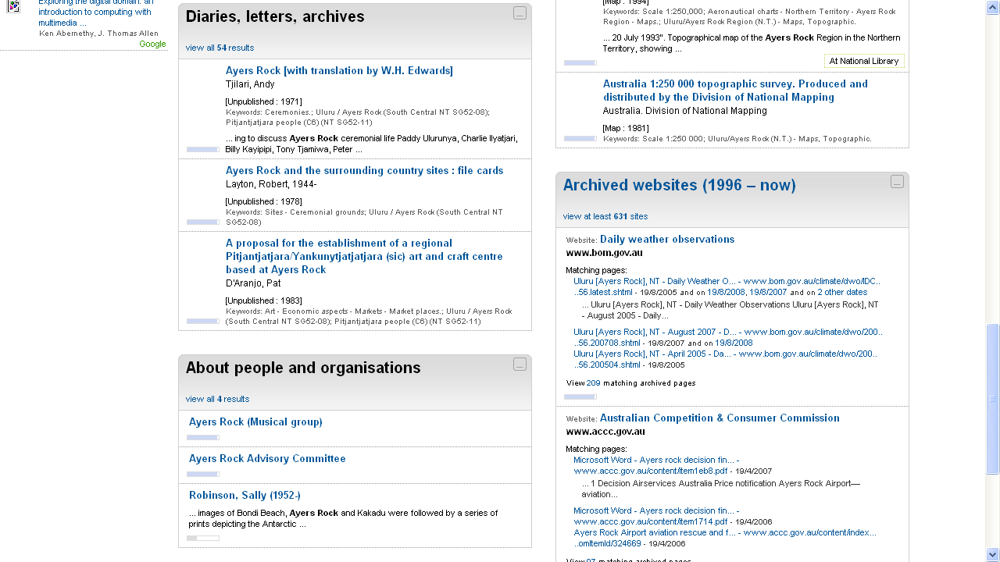 Exploring the digital domain: an
introduction to computing with
multimedia ...
Ken Abernethy, J. Thomas Allen
Google
Diaries, letters, archives
view all 54 results
Ayers Rock [with translation by W.H. Edwards]
Tjilari, Andy
[Unpublished : 1971]
Keywords: Ceremonies.; Uluru / Ayers Rock (South Central NT SG52-08);
Pitjantjatjara people (C6) (NT SG52-11)
... ing to discuss Ayers Rock ceremonial life Paddy Ulurunya, Charlie Ilyatjari,
Billy Kayipipi, Tony Tjamiwa, Peter ...
Ayers Rock and the surrounding country sites : file cards
Layton, Robert, 1944-
[Unpublished : 1978]
Keywords: Sites - Ceremonial grounds; Uluru / Ayers Rock (South Central NT
SG52-08)
A proposal for the establishment of a regional
Pitjantjatjara/Yankunytjatjatjara (sic) art and craft centre
based at Ayers Rock
D'Aranjo, Pat
[Unpublished : 1983]
Keywords: Art - Economic aspects - Markets - Market places.; Uluru / Ayers Rock
(South Central NT SG52-08); Pitjantjatjara people (C6) (NT SG52-11)
About people and organisations
view all 4 results
Ayers Rock (Musical group)
Ayers Rock Advisory Committee
Robinson, Sally (1952-)
... images of Bondi Beach, Ayers Rock and Kakadu were followed by a series of
prints depicting the Antarctic ...
[Map : 1994]
Keywords: Scale 1:250,000; Aeronautical charts - Northern Territory - Ayers Rock
Region - Maps.; Uluru/Ayers Rock Region (N.T.) - Maps, Topographic.
... 20 July 1993". Topograpical map of the Ayers Rock Region in the Northern
Territory, showing ...
At National Library
Australia 1:250 000 topographic survey. Produced and
distributed by the Division of National Mapping
Australia. Division of National Mapping
[Map : 1981]
Keywords: Scale 1:250 000; Uluru/Ayers Rock (N.T.) - Maps, Topographic.
Archived websites (1996 – now)
view at least 631 sites
Website: Daily weather observations
www.bom.gov.au
Matching pages:
Uluru [Ayers Rock], NT - Daily Weather O... - www.bom.gov.au/climate/dwo/IDC..
..56.latest.shtml - 19/8/2005 and on 19/8/2008, 19/8/2007 and on 2 other dates
... Uluru [Ayers Rock], NT - Daily Weather Observations Uluru [Ayers Rock], NT
- August 2005 - Daily...
Uluru [Ayers Rock], NT - August 2007 - D... - www.bom.gov.au/climate/dwo/200..
..56.200708.shtml - 19/8/2007 and on 19/8/2008
Uluru [Ayers Rock], NT - April 2005 - Da... - www.bom.gov.au/climate/dwo/200..
..56.200504.shtml - 19/8/2005
View 209 matching archived pages
Website: Australian Competition & Consumer Commission
www.accc.gov.au
Matching pages:
Microsoft Word - Ayers rock decision fin... -
www.accc.gov.au/content/item1eb8.pdf - 19/4/2007
... 1 Decision Airservices Australia Price notification Ayers Rock Airport—
aviation...
Microsoft Word - Ayers rock decision fin... -
www.accc.gov.au/content/item1714.pdf - 19/4/2006
Ayers Rock Airport aviation rescue and f... - www.accc.gov.au/content/index...
..omItemId/324669 - 19/4/2006
View 97 matching archived pages